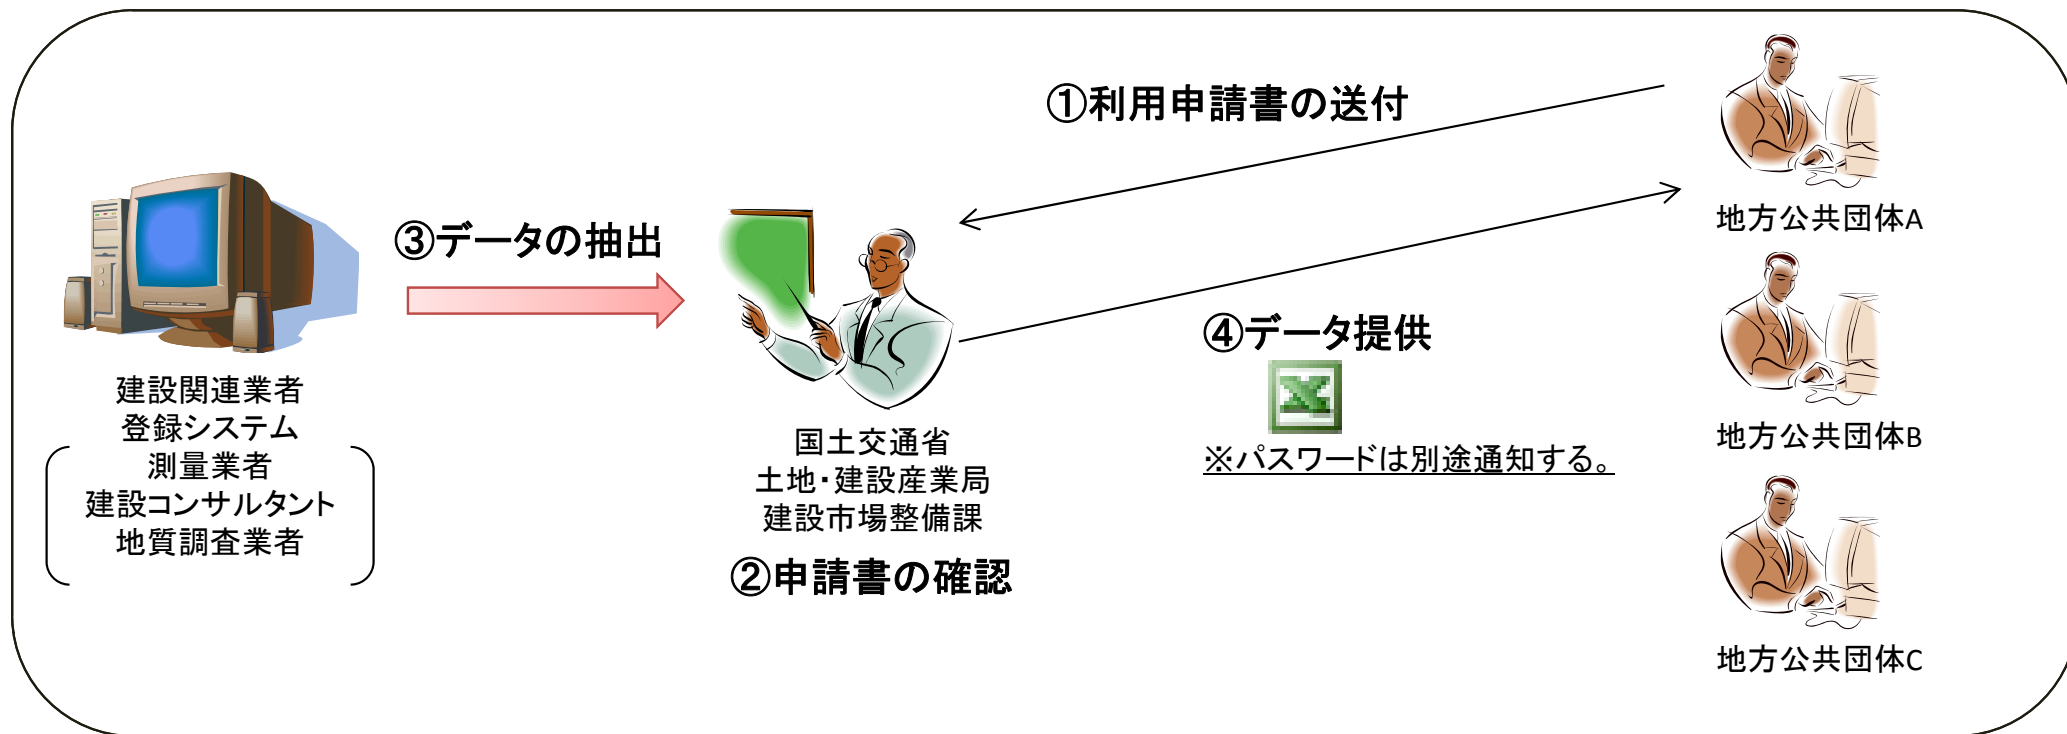 ①利用申請書の送付
地方公共団体A
③データの抽出
④データ提供
※パスワードは別途通知する。
建設関連業者
登録システム
測量業者
建設コンサルタント
地質調査業者
国土交通省
土地・建設産業局
建設市場整備課
②申請書の確認
地方公共団体B
地方公共団体C